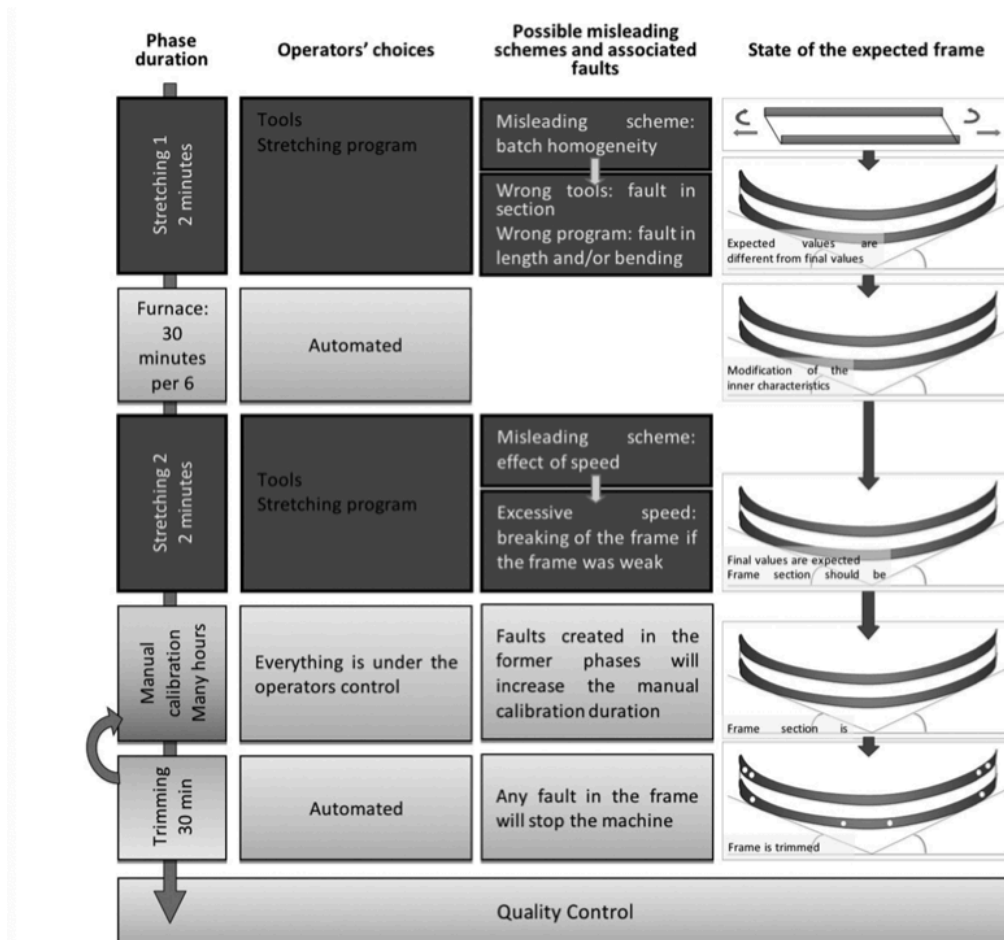 Phase
duration
Operators' choices
Possible misleading
schemes and associated
faults
State of the expected frame
Stretching 1
2 minutes
Tools
Stretching program
Misleading scheme:
batch homogeneity
Wrong tools: fault in
section
Wrong program: fault in
length and/or bending
Expected values are
different from final values
Furnace:
30
minutes
per 6
Automated
Modification of the
inner characteristics
Stretching 2
2 minutes
Tools
Stretching program
Misleading scheme:
effect of speed
Excessive speed:
breaking of the frame if
the frame was weak
Final values are expected
Frame section should be
Manual
calibration
Many hours
Everything is under the
operators control
Faults created in the
former phases will
increase the manual
calibration duration
Frame section is
Trimming
30 min
Automated
Any fault in the frame
will stop the machine
Frame is trimmed
Quality Control